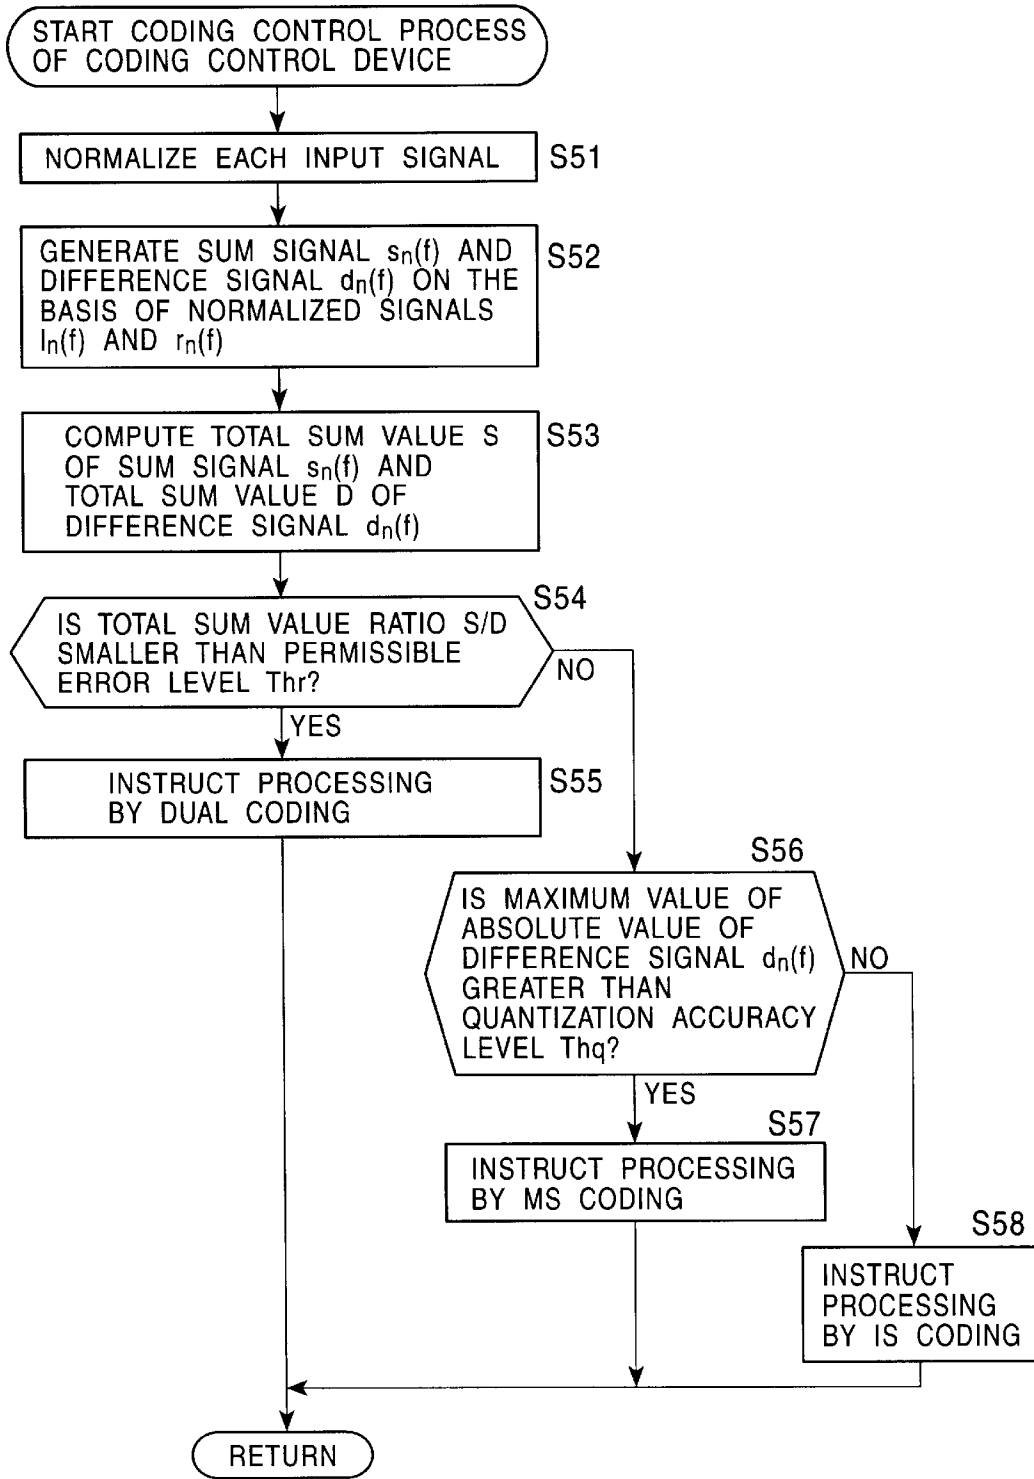 START CODING CONTROL PROCESS
OF CODING CONTROL DEVICE
NORMALIZE EACH INPUT SIGNAL
S51
GENERATE SUM SIGNAL sn(f) AND
DIFFERENCE SIGNAL dn(f) ON THE
BASIS OF NORMALIZED SIGNALS
ln(f) AND rn(f)
S52
COMPUTE TOTAL SUM VALUE S
OF SUM SIGNAL sn(f) AND
TOTAL SUM VALUE D OF
DIFFERENCE SIGNAL dn(f)
S53
S54
IS TOTAL SUM VALUE RATIO S/D
SMALLER THAN PERMISSIBLE
ERROR LEVEL Thr?
NO
YES
INSTRUCT PROCESSING
BY DUAL CODING
S55
S56
IS MAXIMUM VALUE OF
ABSOLUTE VALUE OF
DIFFERENCE SIGNAL dn(f)
GREATER THAN
QUANTIZATION ACCURACY
LEVEL Thq?
NO
YES
S57
INSTRUCT PROCESSING
BY MS CODING
S58
INSTRUCT
PROCESSING
BY IS CODING
RETURN